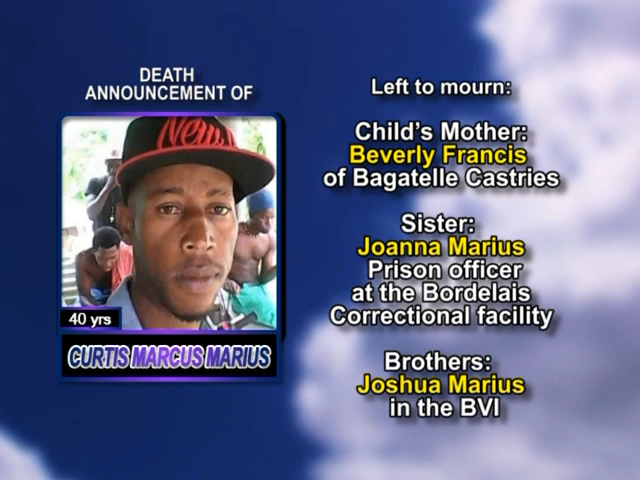 DEATH
ANNOUNCEMENT OF
40 yrs
CURTIS MARCUS MARIUS
Left to mourn:
Child's Mother:
Beverly Francis
of Bagatelle Castries
Sister:
Joanna Marius
Prison officer
at the Bordelais
Correctional facility
Brothers:
Joshua Marius
in the BVI